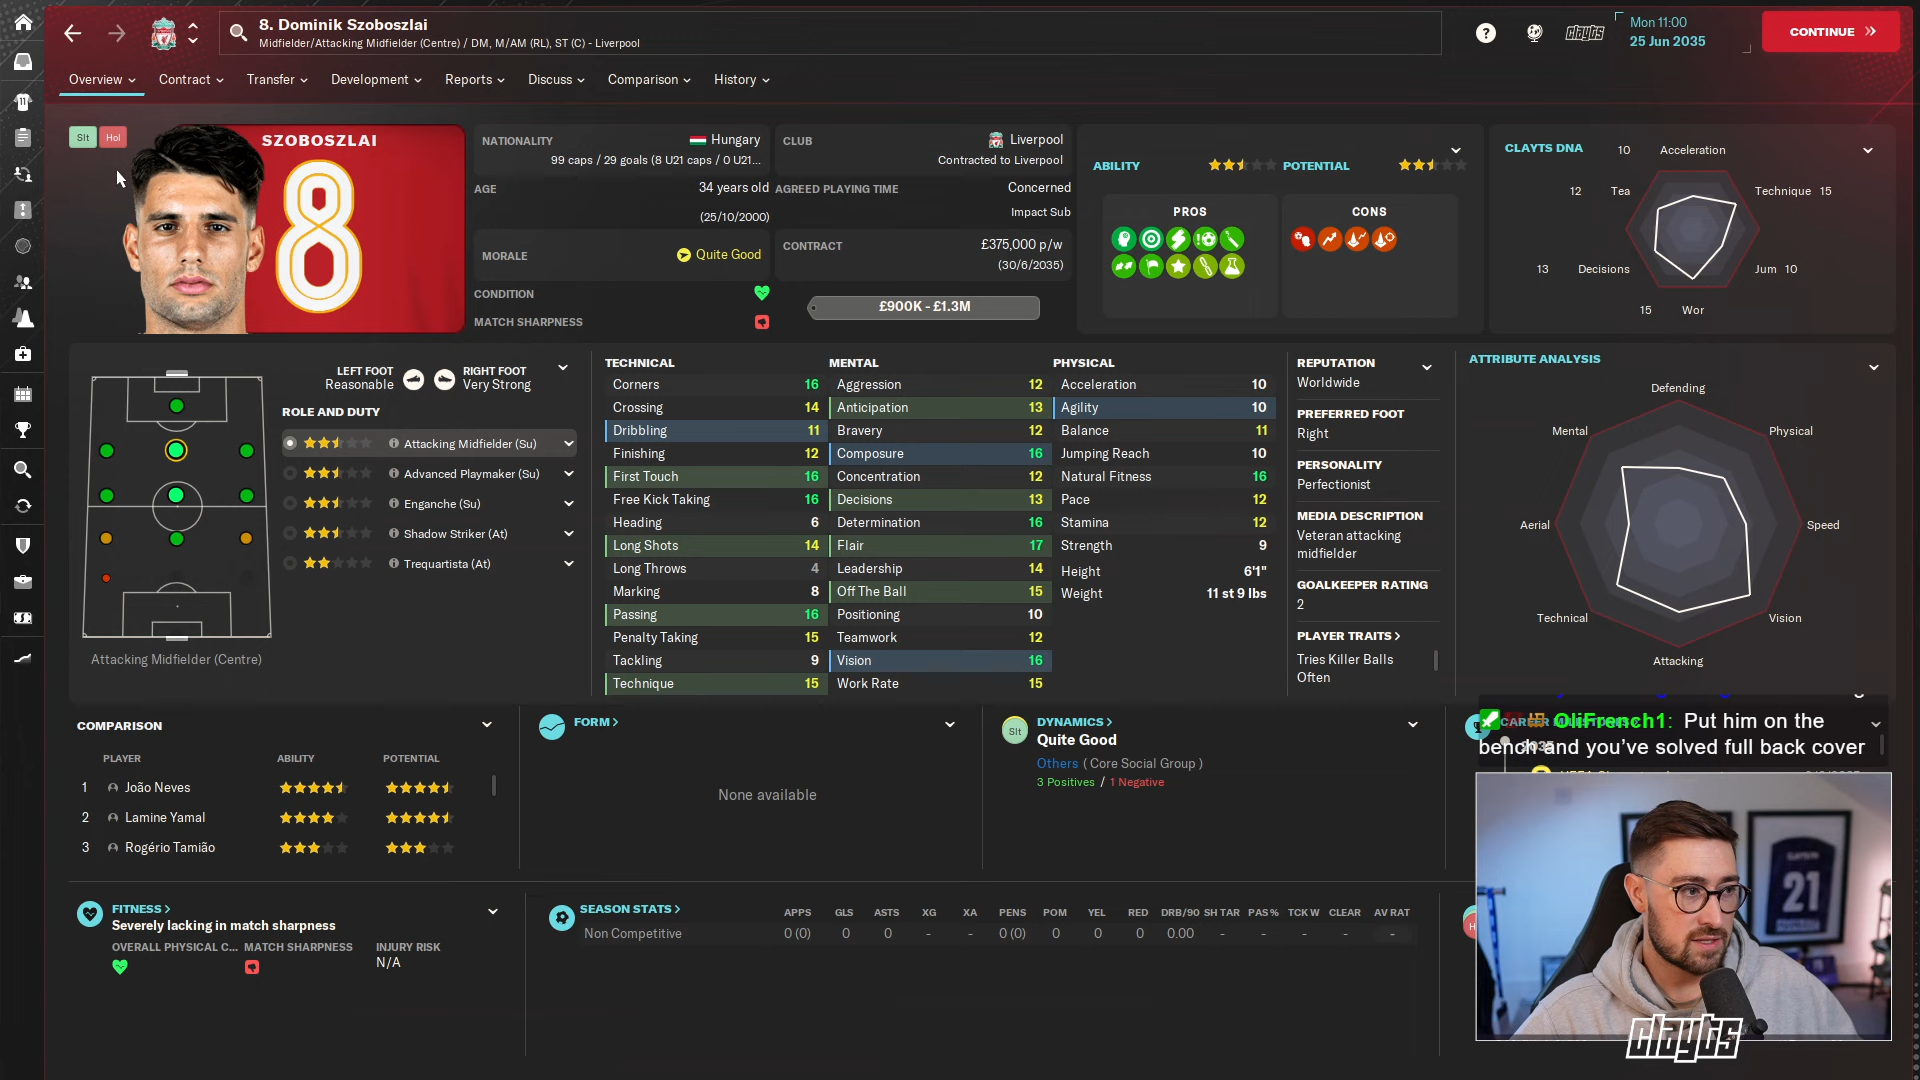 8. Dominik Szoboszlai
Midfielder/Attacking Midfielder (Centre) / DM, M/AM (RL), ST (C) - Liverpool
clayts
Mon 11:00
25 Jun 2035
CONTINUE
Overview
Contract
Transfer
Development
Reports
Discuss
Comparison
History
Slt
Hol
SZOBOSZLAI
8
NATIONALITY
Hungary
99 caps / 29 goals (8 U21 caps / 0 U21...
AGE
34 years old
(25/10/2000)
MORALE
Quite Good
CONDITION
MATCH SHARPNESS
CLUB
Liverpool
Contracted to Liverpool
AGREED PLAYING TIME
Concerned
Impact Sub
CONTRACT
£375,000 p/w
(30/6/2035)
£900K - £1.3M
ABILITY
POTENTIAL
PROS
CONS
CLAYTS DNA
10 Acceleration
12 Tea
Technique 15
13 Decisions
Jum 10
15 Wor
LEFT FOOT
Reasonable
RIGHT FOOT
Very Strong
ROLE AND DUTY
Attacking Midfielder (Su)
Advanced Playmaker (Su)
Enganche (Su)
Shadow Striker (At)
Trequartista (At)
Attacking Midfielder (Centre)
TECHNICAL
Corners 16
Crossing 14
Dribbling 11
Finishing 12
First Touch 16
Free Kick Taking 16
Heading 6
Long Shots 14
Long Throws 4
Marking 8
Passing 16
Penalty Taking 15
Tackling 9
Technique 15
MENTAL
Aggression 12
Anticipation 13
Bravery 12
Composure 16
Concentration 12
Decisions 13
Determination 16
Flair 17
Leadership 14
Off The Ball 15
Positioning 10
Teamwork 12
Vision 16
Work Rate 15
PHYSICAL
Acceleration 10
Agility 10
Balance 11
Jumping Reach 10
Natural Fitness 16
Pace 12
Stamina 12
Strength 9
Height 6'1"
Weight 11 st 9 lbs
REPUTATION
Worldwide
PREFERRED FOOT
Right
PERSONALITY
Perfectionist
MEDIA DESCRIPTION
Veteran attacking
midfielder
GOALKEEPER RATING
2
PLAYER TRAITS >
Tries Killer Balls
Often
ATTRIBUTE ANALYSIS
Defending
Mental
Physical
Aerial
Speed
Technical
Vision
Attacking
COMPARISON
PLAYER ABILITY POTENTIAL
1 João Neves
2 Lamine Yamal
3 Rogério Tamião
FORM >
None available
DYNAMICS >
Slt
Quite Good
Others ( Core Social Group )
3 Positives / 1 Negative
OliFrench1: Put him on the
bench and you've solved full back cover
FITNESS >
Severely lacking in match sharpness
OVERALL PHYSICAL C... MATCH SHARPNESS INJURY RISK
N/A
SEASON STATS > APPS GLS ASTS XG XA PENS POM YEL RED DRB/90 SH TAR PAS % TCK W CLEAR AV RAT
Non Competitive 0 (0) 0 0 - - 0 (0) 0 0 0 0.00 - - - - -
21
clayts